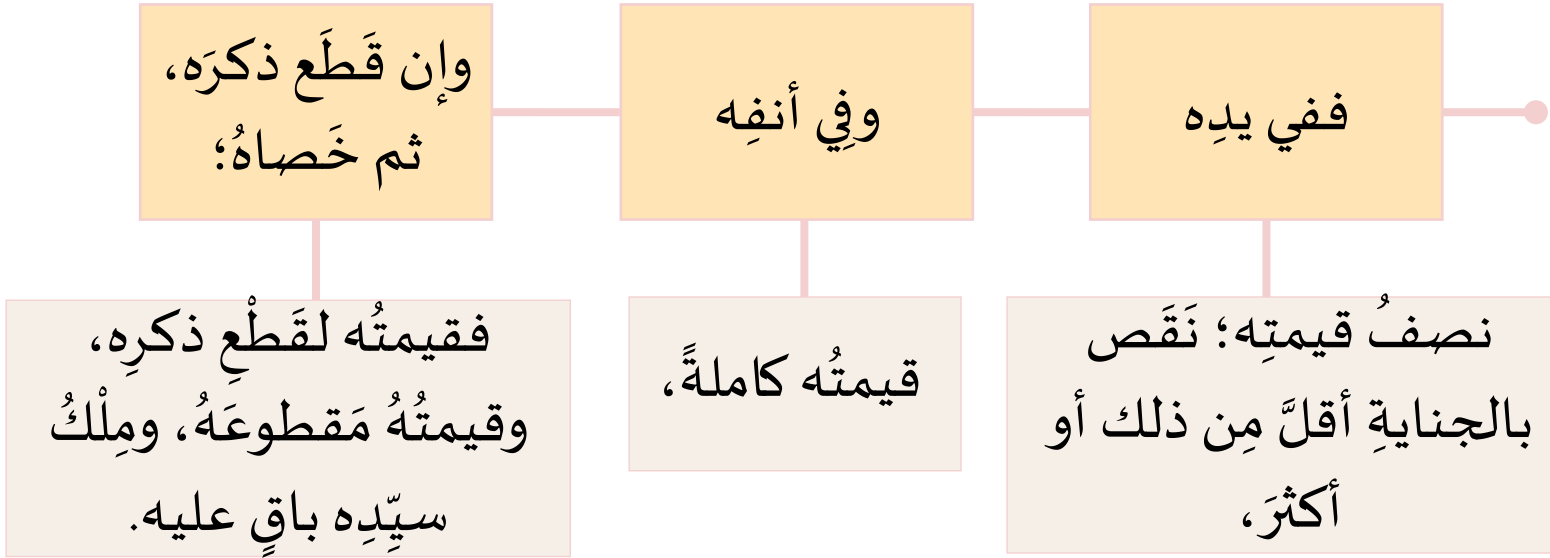 ففي يدِه
نصفُ قيمتِه؛ نَقَص
بالجنايةِ أقلَّ مِن ذلك أو
أكثرَ،
وفِي أنفِه
قيمتُه كاملةً،
وإن قَطَع ذكرَه،
ثم خَصاهُ؛
فقيمتُه لقَطْعِ ذكرِه،
وقيمتُهُ مَقطوعَهُ، ومِلْكُ
سيِّدِه باقٍ عليه.